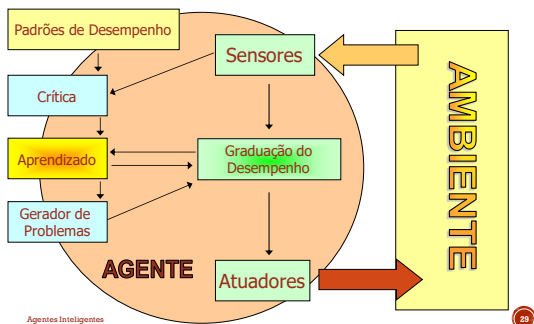 Padrões de Desempenho
Sensores
Crítica
Aprendizado
Graduação do
Desempenho
Gerador de
Problemas
AGENTE
Atuadores
AMBIENTE
Agentes Inteligentes
29